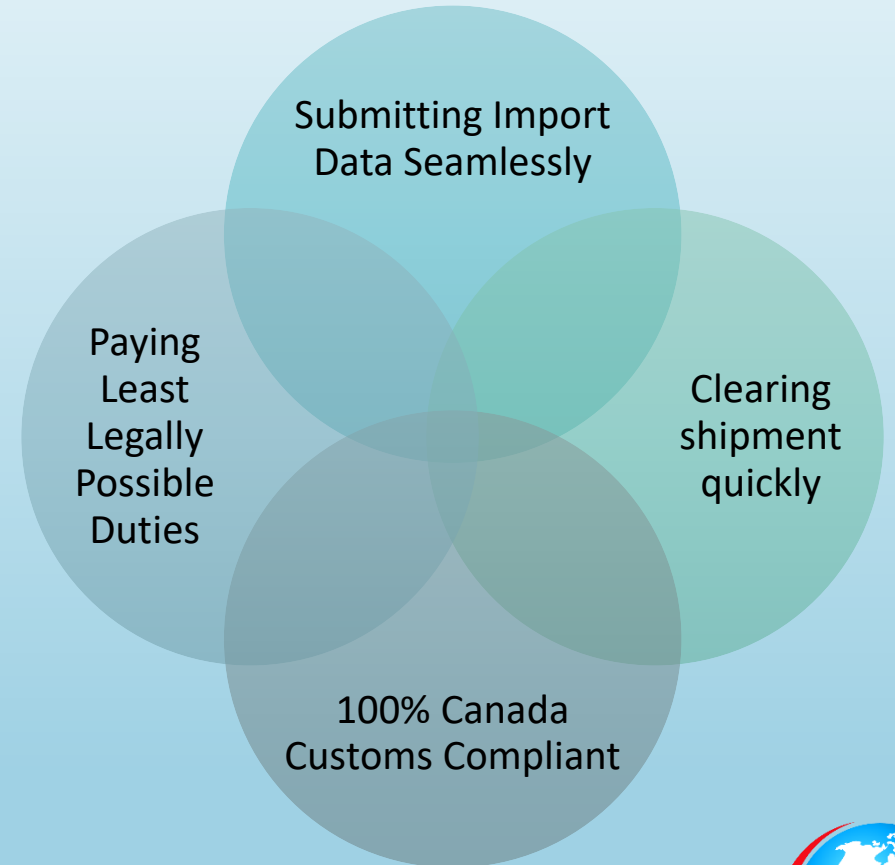 Submitting Import
Data Seamlessly
Paying
Least
Legally
Possible
Duties
Clearing
shipment
quickly
100% Canada
Customs Compliant